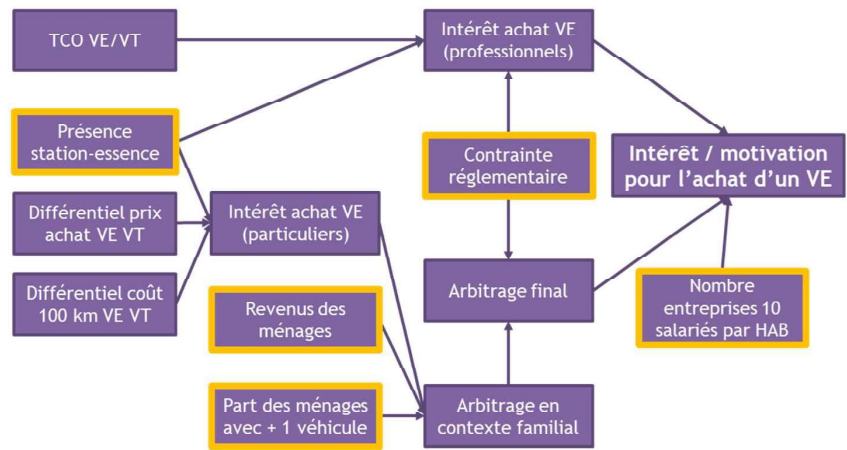 TCO VE/VT
Intérêt achat VE
(professionnels)
Présence
station-essence
Contrainte
réglementaire
Intérêt / motivation
pour l'achat d'un VE
Différentiel prix
achat VE VT
Intérêt achat VE
(particuliers)
Différentiel coût
100 km VE VT
Revenus des
ménages
Arbitrage final
Nombre
entreprises 10
salariés par HAB
Part des ménages
avec + 1 véhicule
Arbitrage en
contexte familial